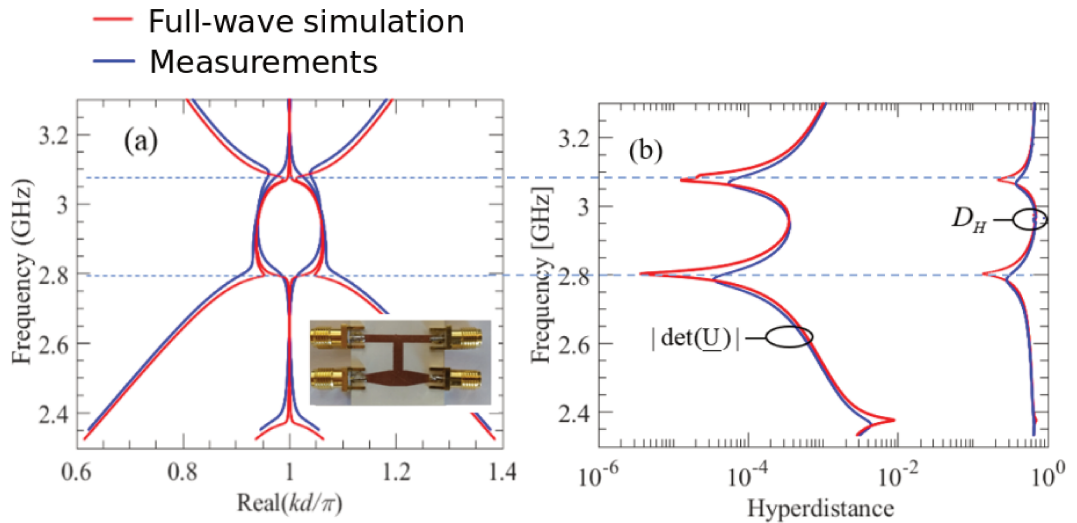 Full-wave simulation
Measurements
(a)
Frequency (GHz)
3.2
3
2.8
2.6
2.4
0.6 0.8 1 1.2 1.4
Real(kd/π)
(b)
Frequency [GHz]
3.2
3
2.8
2.6
2.4
D_H
|det(U)|
10^-6 10^-4 10^-2 10^0
Hyperdistance